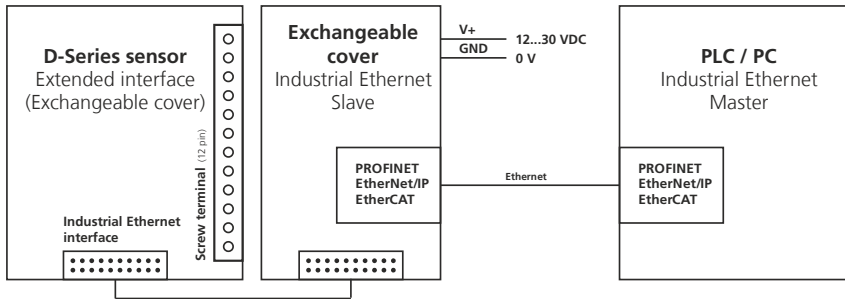 D-Series sensor
Extended interface
(Exchangeable cover)
Screw terminal (12 pin)
Industrial Ethernet
interface
Exchangeable
cover
Industrial Ethernet
Slave
V+
GND
12...30 VDC
0 V
PROFINET
EtherNet/IP
EtherCAT
Ethernet
PLC / PC
Industrial Ethernet
Master
PROFINET
EtherNet/IP
EtherCAT